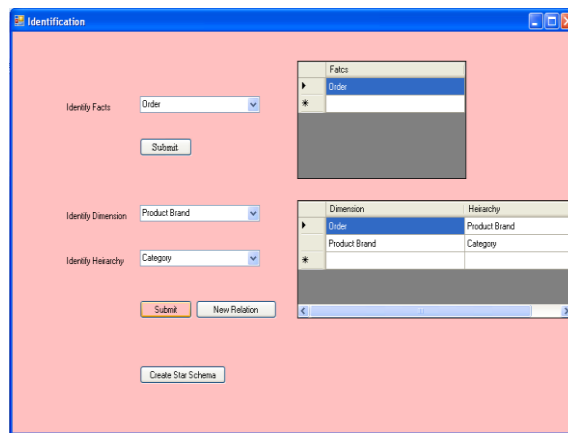 Identification
Fatcs
Identify Facts
Order
Order
Submit
Identify Dimension
Product Brand
Dimension
Heirarchy
Order
Product Brand
Product Brand
Category
Identify Heirarchy
Category
Submit
New Relation
Create Star Schema